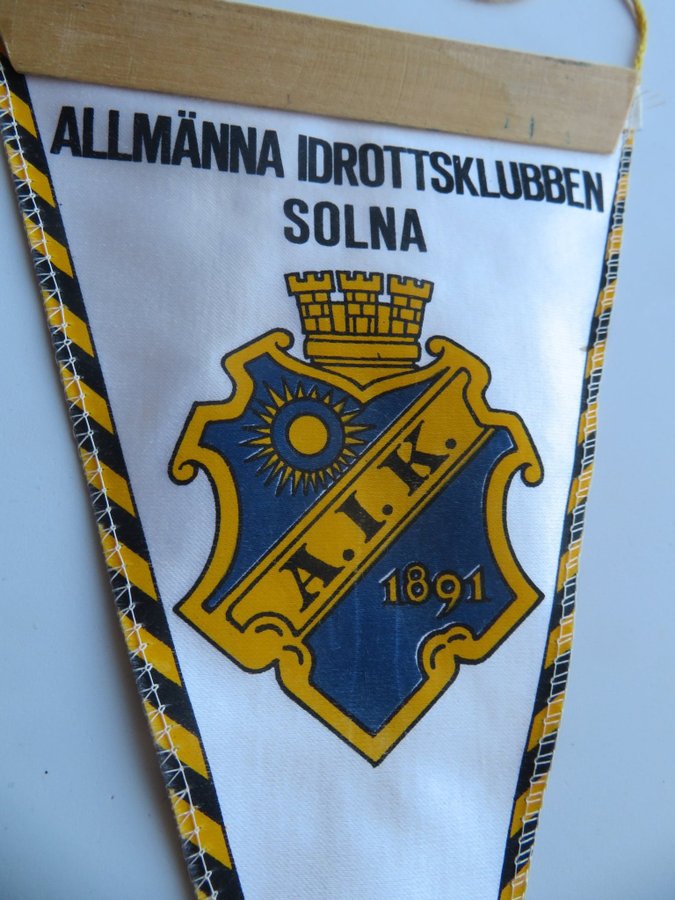 ALLMÄNNA IDROTTSKLUBBEN
SOLNA
A.I.K.
1891